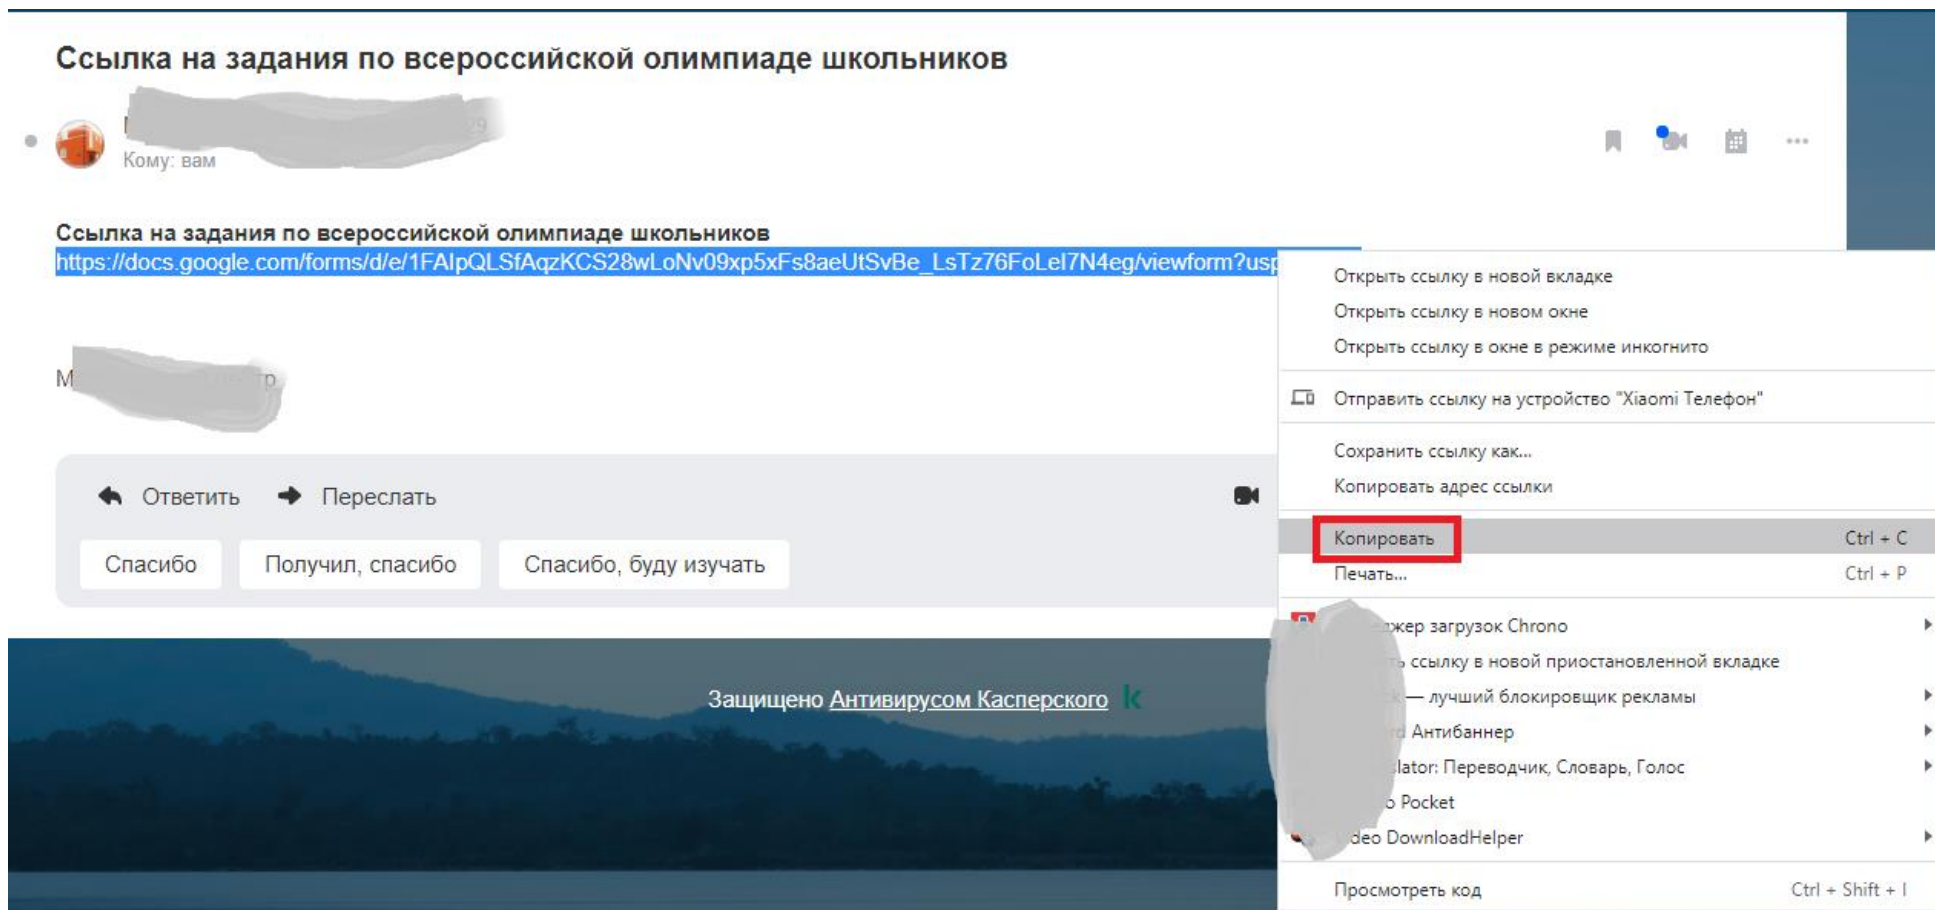 Ссылка на задания по всероссийской олимпиаде школьников
Кому: вам
Ссылка на задания по всероссийской олимпиаде школьников
https://docs.google.com/forms/d/e/1FAIpQLSfAqzKCS28wLoNv09xp5xFs8aeUtSvBe_LsTz76FoLeI7N4eg/viewform?usp
Открыть ссылку в новой вкладке
Открыть ссылку в новом окне
Открыть ссылку в окне в режиме инкогнито
Отправить ссылку на устройство "Xiaomi Телефон"
Сохранить ссылку как...
Копировать адрес ссылки
Копировать Ctrl + C
Печать... Ctrl + P
загрузок Chrono
ссылку в новой приостановленной вкладке
— лучший блокировщик рекламы
Антибаннер
Переводчик, Словарь, Голос
Pocket
DownloadHelper
Просмотреть код Ctrl + Shift + I
Ответить Переслать
Спасибо Получил, спасибо Спасибо, буду изучать
Защищено Антивирусом Касперского